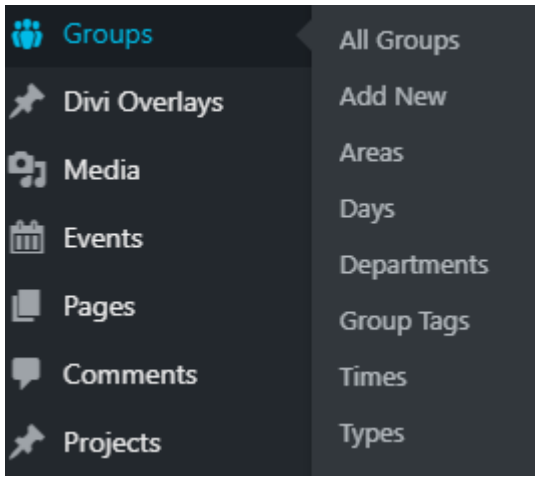 Groups
Divi Overlays
Media
Events
Pages
Comments
Projects
All Groups
Add New
Areas
Days
Departments
Group Tags
Times
Types